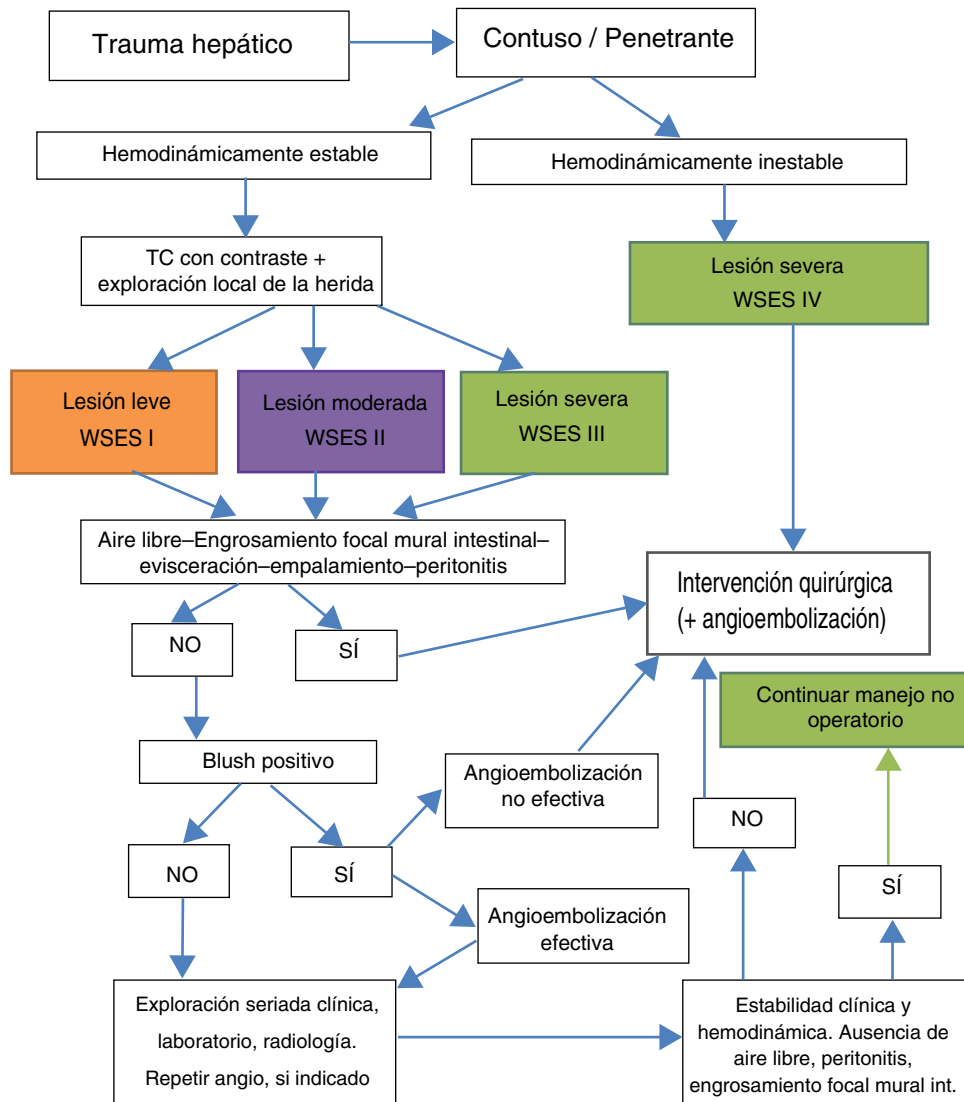 Trauma hepático
Contuso / Penetrante
Hemodinámicamente estable
Hemodinámicamente inestable
TC con contraste +
exploración local de la herida
Lesión severa
WSES IV
Lesión leve
WSES I
Lesión moderada
WSES II
Lesión severa
WSES III
Aire libre–Engrosamiento focal mural intestinal–
evisceración–empalamiento–peritonitis
Intervención quirúrgica
(+ angioembolización)
NO
SÍ
Continuar manejo no
operatorio
Blush positivo
Angioembolización
no efectiva
NO
NO
SÍ
SÍ
Angioembolización
efectiva
Exploración seriada clínica,
laboratorio, radiología.
Repetir angio, si indicado
Estabilidad clínica y
hemodinámica. Ausencia de
aire libre, peritonitis,
engrosamiento focal mural int.